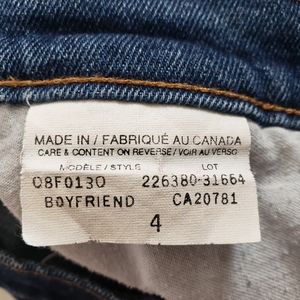 MADE IN / FABRIQUÉ AU CANADA
CARE & CONTENT ON REVERSE / VOIR AU VERSO
MODÈLE / STYLE LOT
08F0130 226380-31664
BOYFRIEND CA20781
4